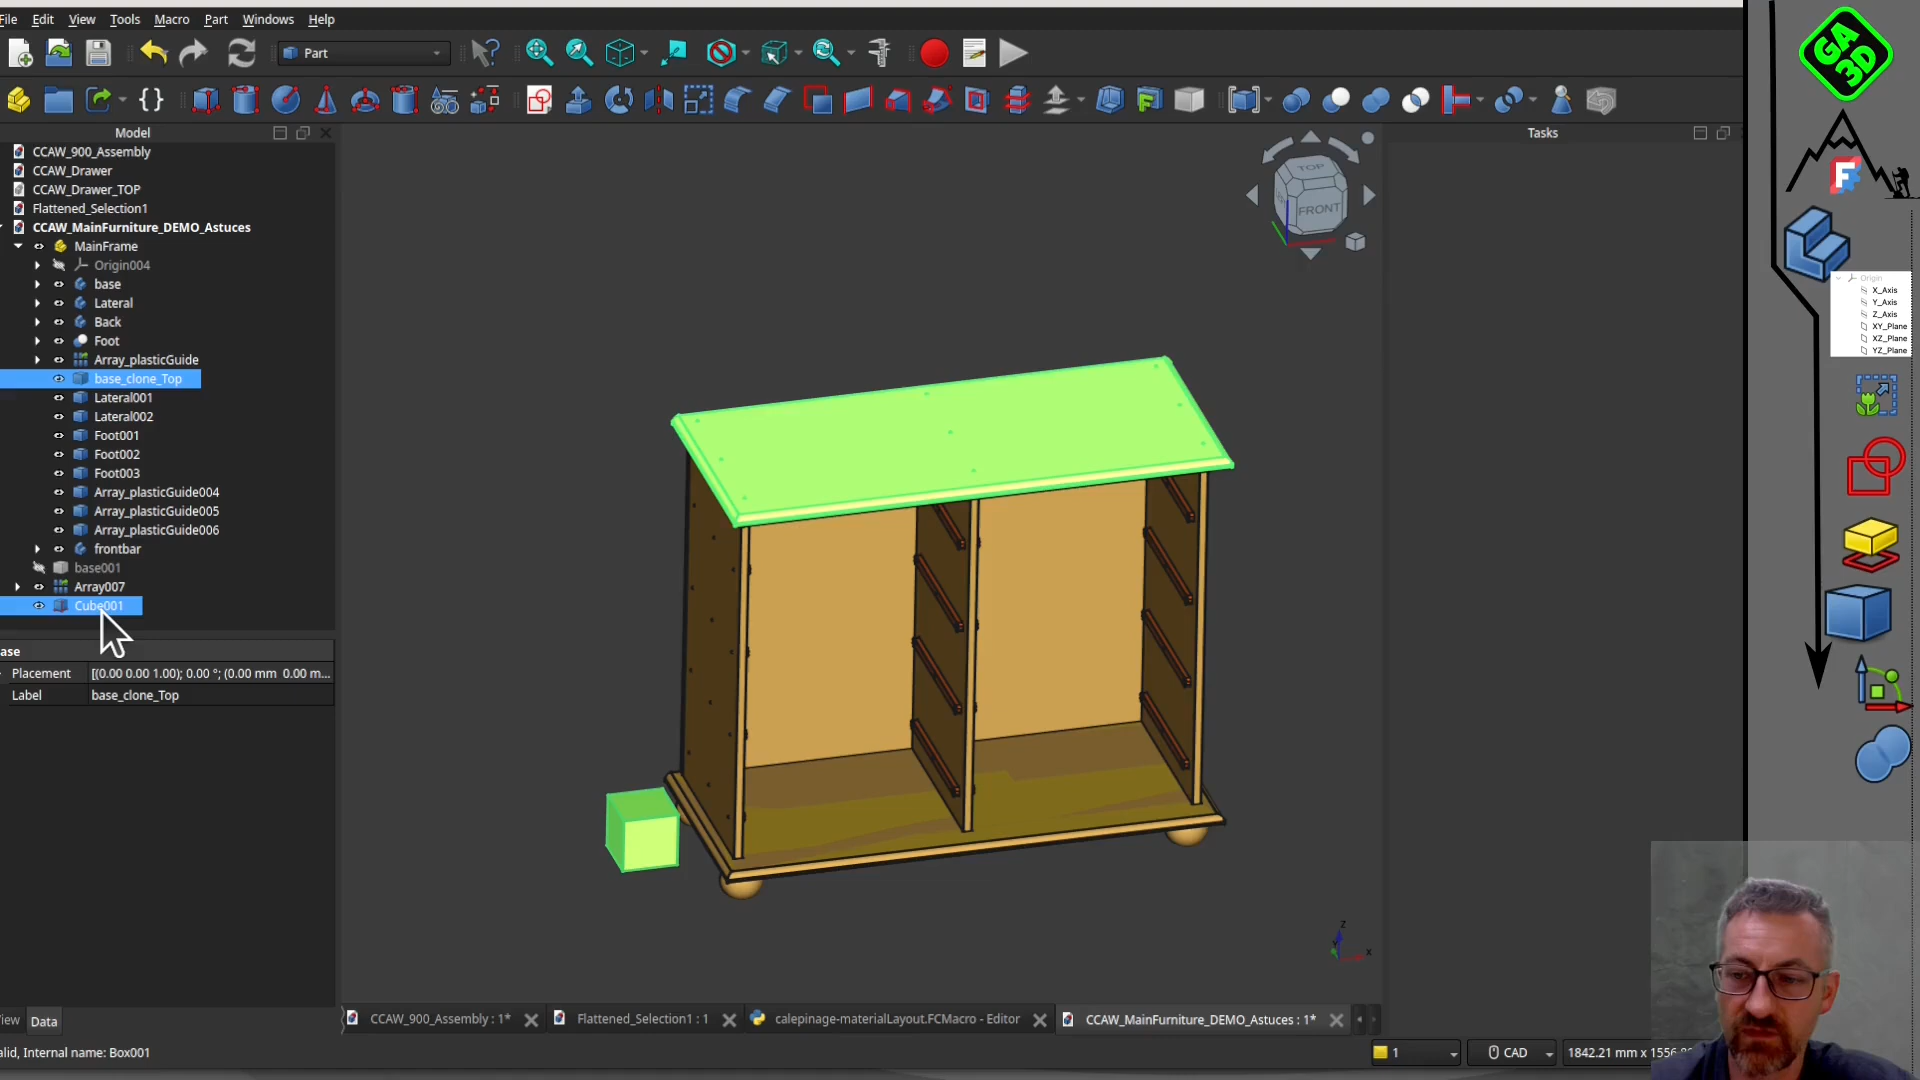 File Edit View Tools Macro Part Windows Help
Part
Model
Tasks
CCAW_900_Assembly
CCAW_Drawer
CCAW_Drawer_TOP
Flattened_Selection1
CCAW_MainFurniture_DEMO_Astuces
MainFrame
Origin004
base
Lateral
Back
Foot
Array_plasticGuide
base_clone_Top
Lateral001
Lateral002
Foot001
Foot002
Foot003
Array_plasticGuide004
Array_plasticGuide005
Array_plasticGuide006
frontbar
base001
Array007
Cube001
ase
Placement [(0.00 0.00 1.00); 0.00 °; (0.00 mm 0.00 m...
Label base_clone_Top
iew Data
alid, Internal name: Box001
TOP
FRONT
Z
X
CCAW_900_Assembly : 1*
Flattened_Selection1 : 1
calepinage-materialLayout.FCMacro - Editor
CCAW_MainFurniture_DEMO_Astuces : 1*
1
CAD
1842.21 mm x 1556.8
GA
3D
F
Origin
X_Axis
Y_Axis
Z_Axis
XY_Plane
XZ_Plane
YZ_Plane